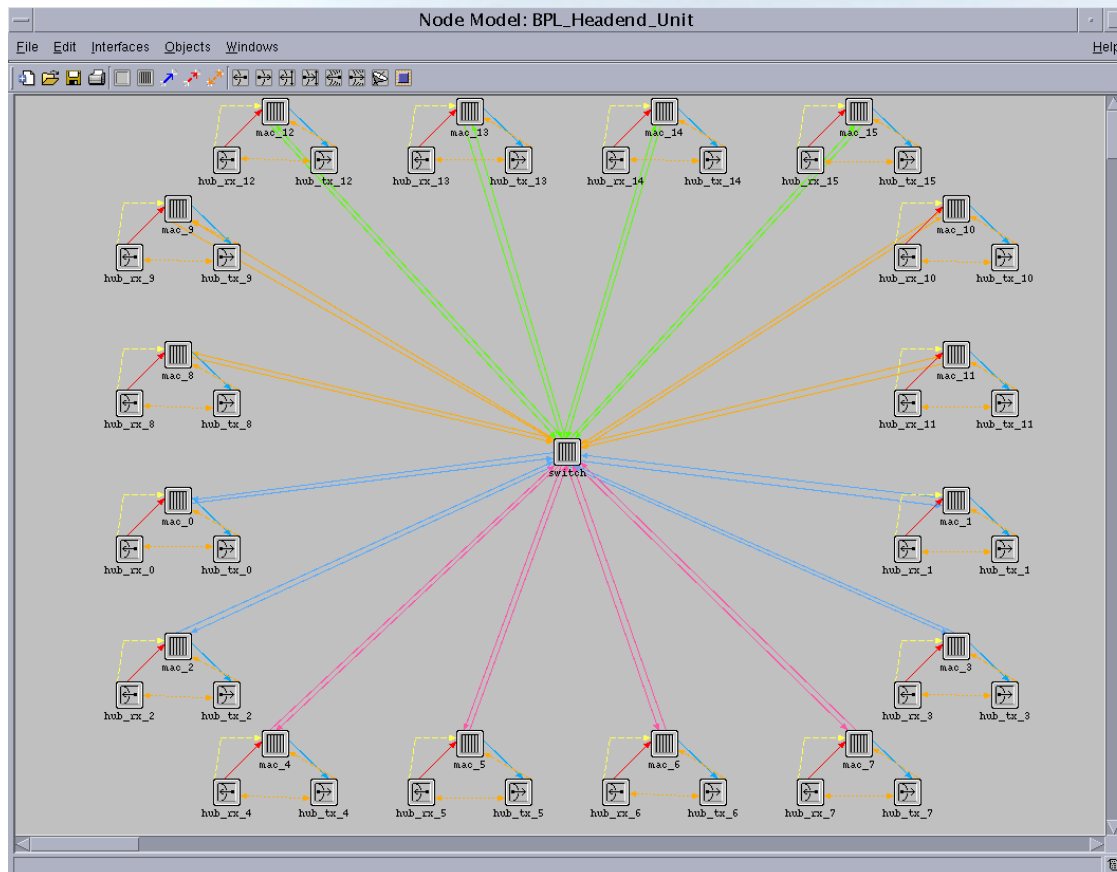 Node Model: BPL_Headend_Unit
File Edit Interfaces Objects Windows Help
mac_12 mac_13 mac_14 mac_15
hub_rx_12 hub_tx_12 hub_rx_13 hub_tx_13 hub_rx_14 hub_tx_14 hub_rx_15 hub_tx_15
mac_9 mac_10
hub_rx_9 hub_tx_9 hub_rx_10 hub_tx_10
mac_8 mac_11
hub_rx_8 hub_tx_8 hub_rx_11 hub_tx_11
switch
mac_0 mac_1
hub_rx_0 hub_tx_0 hub_rx_1 hub_tx_1
mac_2 mac_3
hub_rx_2 hub_tx_2 hub_rx_3 hub_tx_3
mac_4 mac_5 mac_6 mac_7
hub_rx_4 hub_tx_4 hub_rx_5 hub_tx_5 hub_rx_6 hub_tx_6 hub_rx_7 hub_tx_7